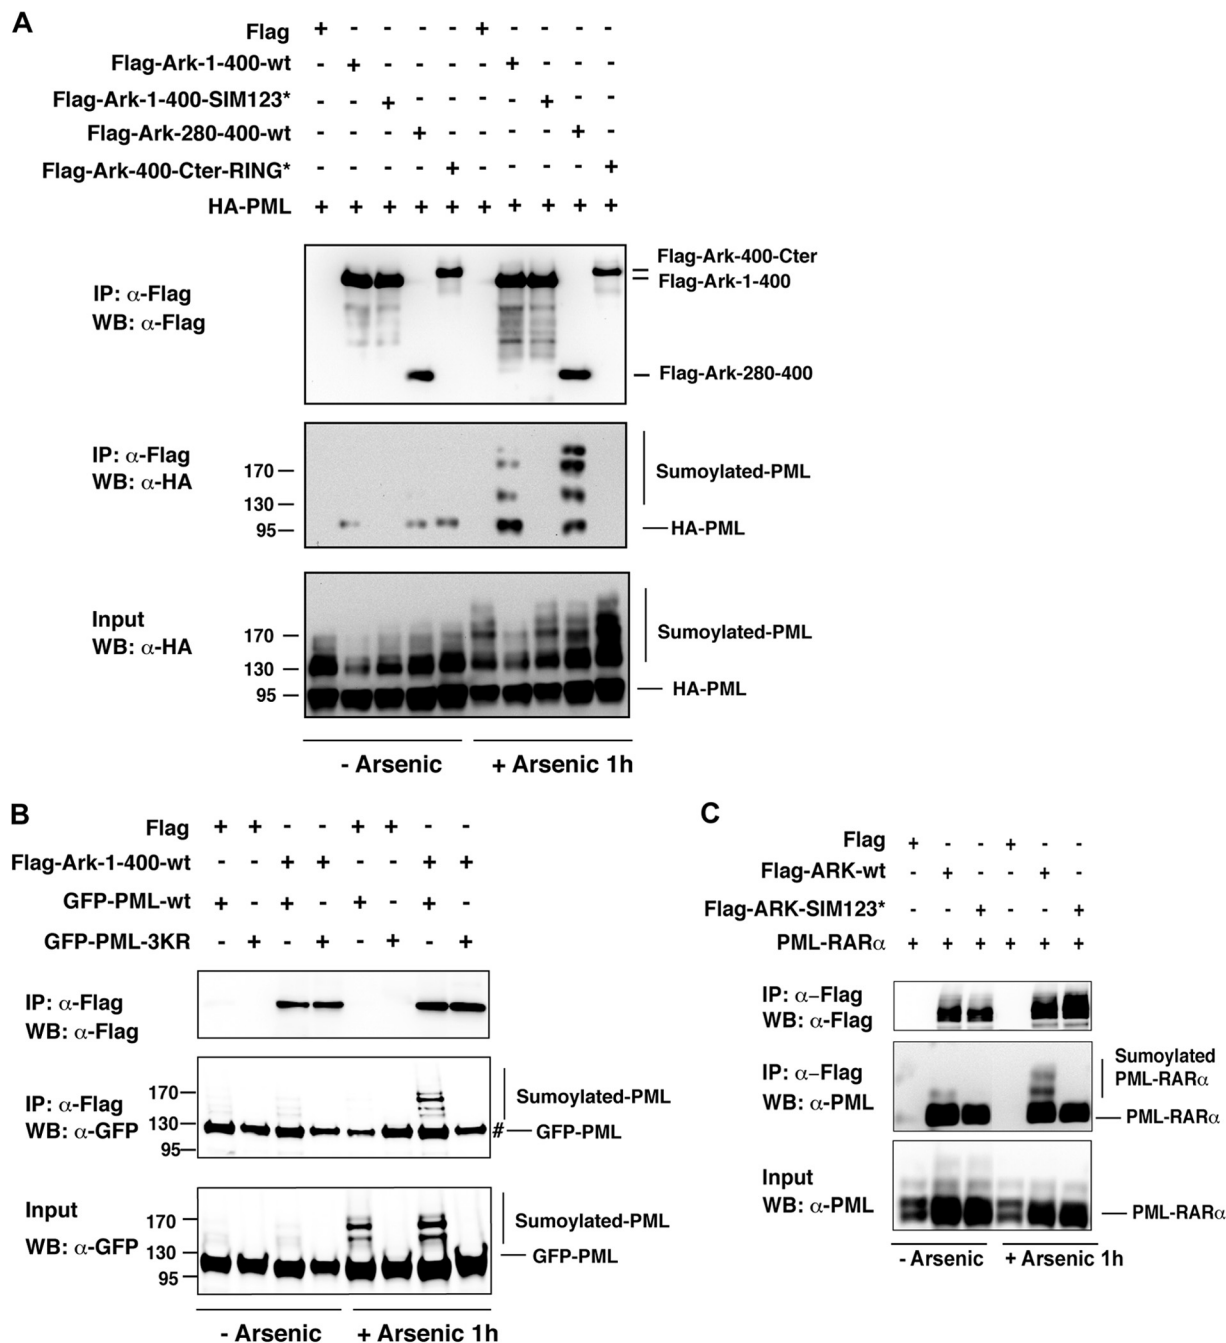 A
Flag + - - - - + - - - -
Flag-Ark-1-400-wt - + - - - - + - - -
Flag-Ark-1-400-SIM123* - - + - - - - + - -
Flag-Ark-280-400-wt - - - + - - - - + -
Flag-Ark-400-Cter-RING* - - - - + - - - - +
HA-PML + + + + + + + + + +
IP: α-Flag
WB: α-Flag
Flag-Ark-400-Cter
Flag-Ark-1-400
Flag-Ark-280-400
IP: α-Flag
WB: α-HA
170
130
95
Sumoylated-PML
HA-PML
Input
WB: α-HA
170
130
95
Sumoylated-PML
HA-PML
- Arsenic + Arsenic 1h
B
Flag + + - - + + - -
Flag-Ark-1-400-wt - - + + - - + +
GFP-PML-wt + - + - + - + -
GFP-PML-3KR - + - + - + - +
IP: α-Flag
WB: α-Flag
IP: α-Flag
WB: α-GFP
170
130
95
Sumoylated-PML
# GFP-PML
Input
WB: α-GFP
170
130
95
Sumoylated-PML
GFP-PML
- Arsenic + Arsenic 1h
C
Flag + - - + - -
Flag-ARK-wt - + - - + -
Flag-ARK-SIM123* - - + - - +
PML-RARα + + + + + +
IP: α–Flag
WB: α-Flag
IP: α–Flag
WB: α-PML
Sumoylated
PML-RARα
PML-RARα
Input
WB: α-PML
PML-RARα
- Arsenic + Arsenic 1h